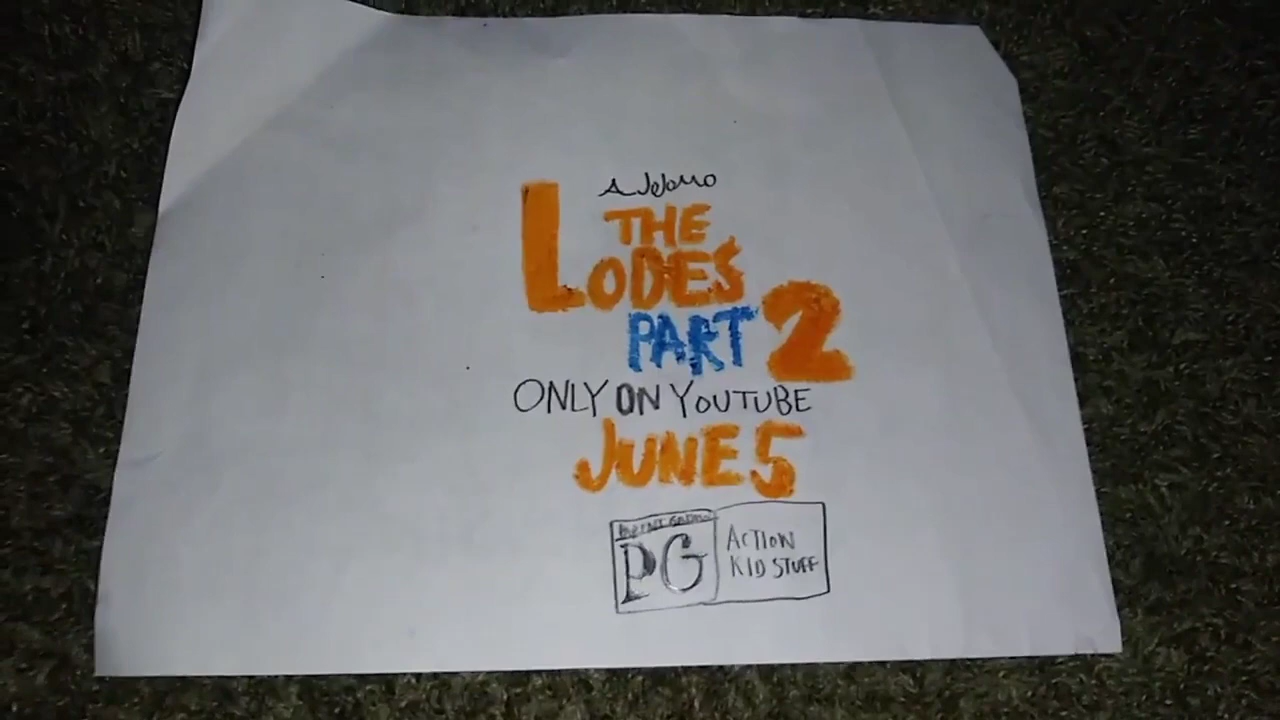 THE
LODES
PART 2
ONLY ON YOUTUBE
JUNE 5
PG
ACTION
KID STUFF